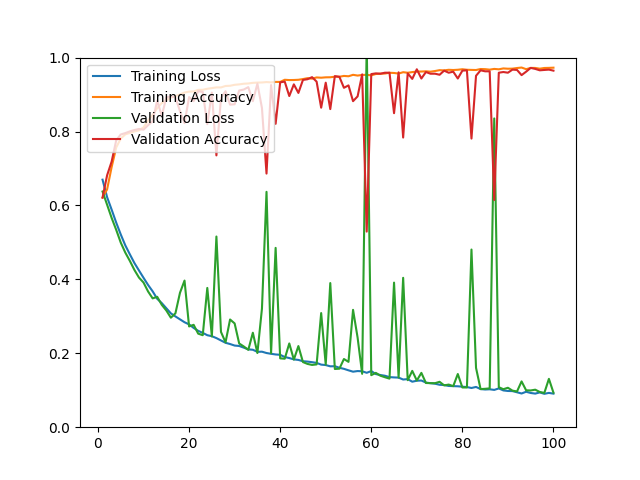 1.0
0.8
0.6
0.4
0.2
0.0
Training Loss
Training Accuracy
Validation Loss
Validation Accuracy
0 20 40 60 80 100